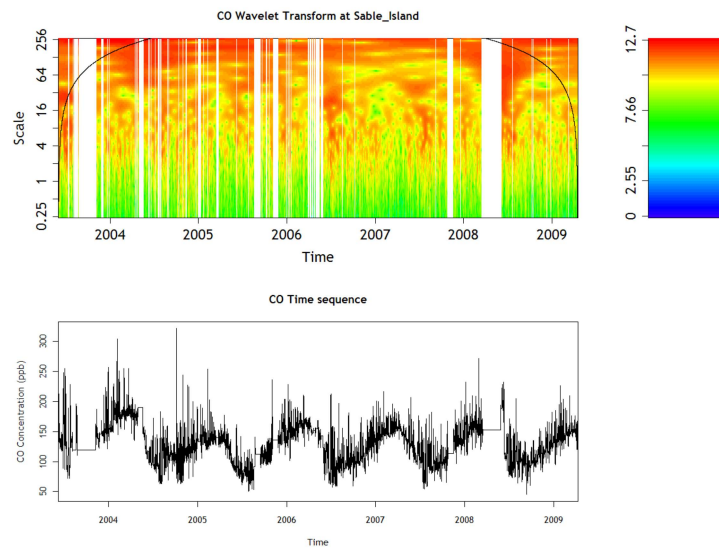 CO Wavelet Transform at Sable_Island
256
64
16
4
1
0.25
Scale
2004 2005 2006 2007 2008 2009
Time
12.7
7.66
2.55
0
CO Time sequence
300
250
200
150
100
50
CO Concentration (ppb)
2004 2005 2006 2007 2008 2009
Time